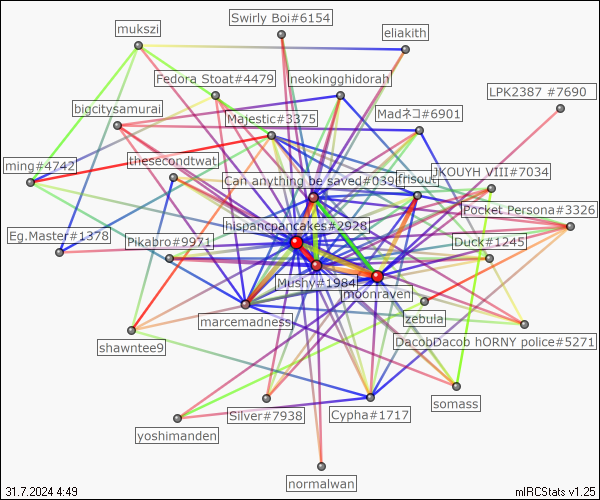 Swirly Boi#6154
mukszi
eliakith
Fedora Stoat#4479
neokingghidorah
LPK2387 #7690
bigcitysamurai
Majestic#3375
Madネコ#6901
ming#4742
thesecondtwat
JKOUYH VIII#7034
Can anything be saved#039
frisout
Pocket Persona#3326
hispancpancakes#2928
Eg.Master#1378
Pikabro#9971
Duck#1245
Mushy#1984
moonraven
marcemadness
zebula
shawntee9
DacobDacob hORNY police#5271
somass
Silver#7938
Cypha#1717
yoshimanden
normalwan
31.7.2024 4:49
mIRCStats v1.25